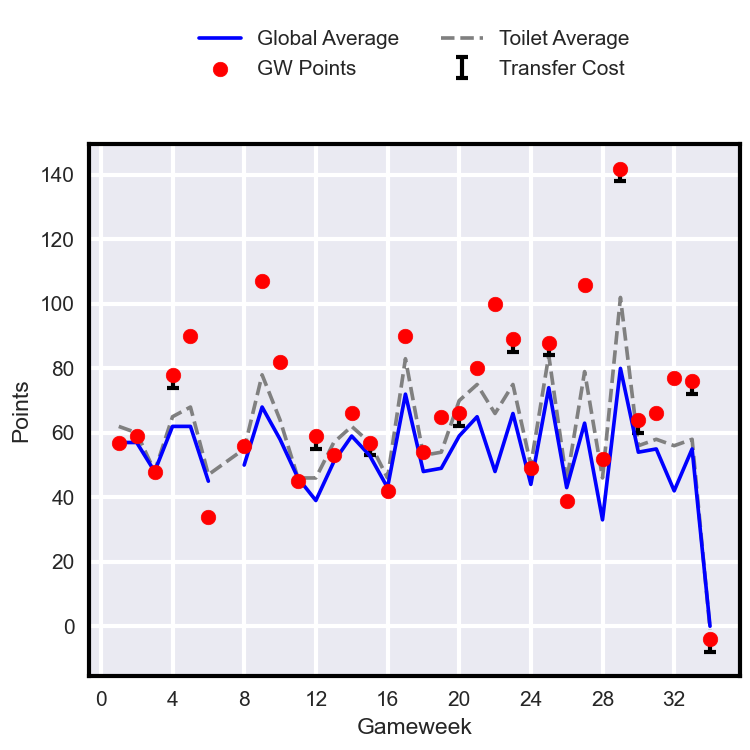 Global Average
Toilet Average
GW Points
Transfer Cost
140
120
100
80
60
40
20
0
Points
0 4 8 12 16 20 24 28 32
Gameweek